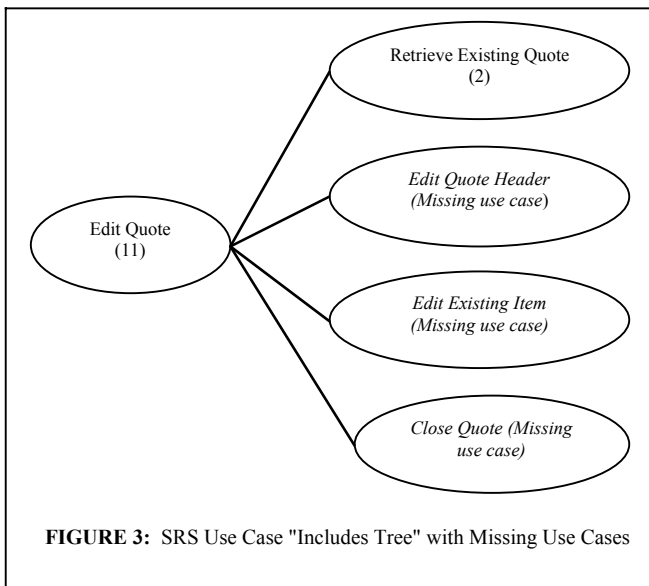 Retrieve Existing Quote
(2)
Edit Quote Header
(Missing use case)
Edit Quote
(11)
Edit Existing Item
(Missing use case)
Close Quote (Missing
use case)
FIGURE 3: SRS Use Case "Includes Tree" with Missing Use Cases